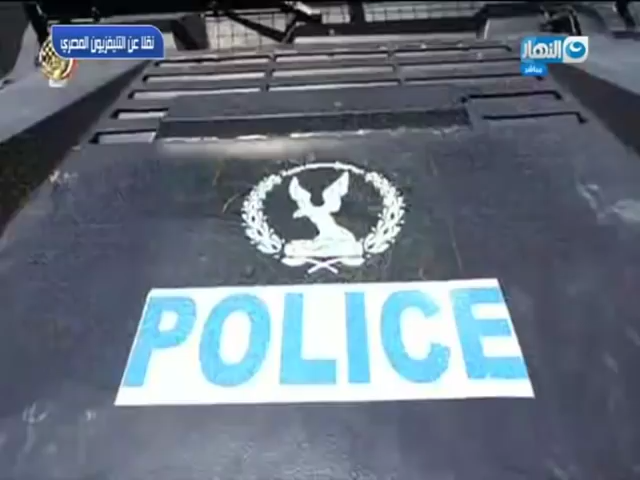 نقلا عن التليفزيون المصري
النهار
مباشر
POLICE